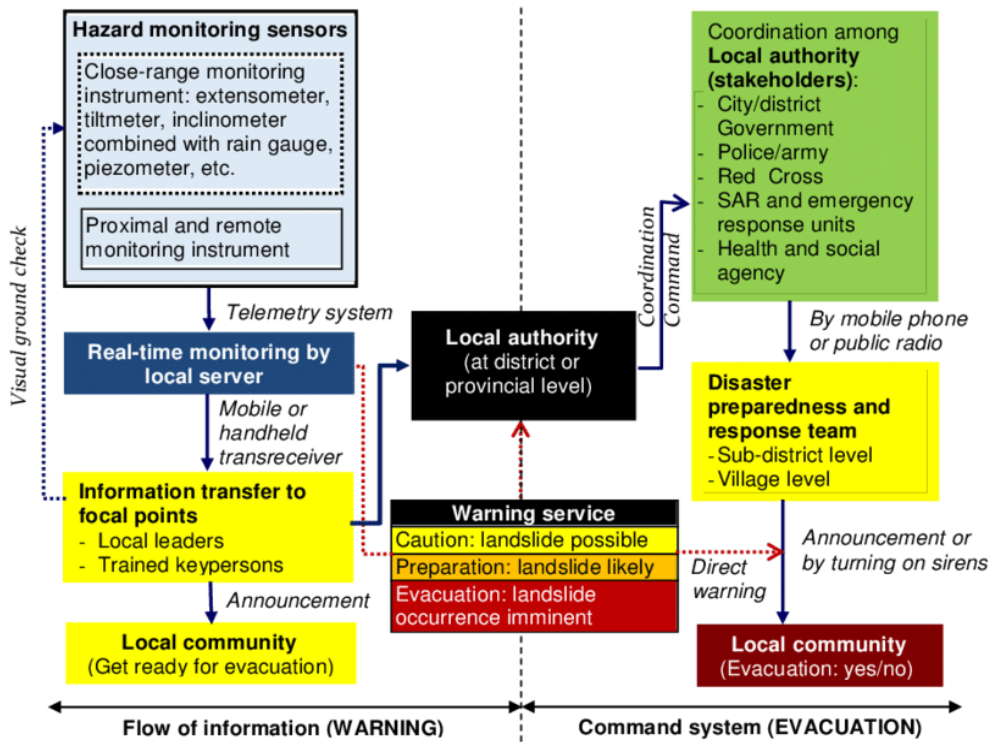 Hazard monitoring sensors
Close-range monitoring
instrument: extensometer,
tiltmeter, inclinometer
combined with rain gauge,
piezometer, etc.
Proximal and remote
monitoring instrument
Visual ground check
Telemetry system
Real-time monitoring by
local server
Mobile or
handheld
transreceiver
Information transfer to
focal points
- Local leaders
- Trained keypersons
Announcement
Local community
(Get ready for evacuation)
Local authority
(at district or
provincial level)
Warning service
Caution: landslide possible
Preparation: landslide likely
Evacuation: landslide
occurrence imminent
Coordination
Command
Coordination among
Local authority
(stakeholders):
- City/district
Government
- Police/army
- Red Cross
- SAR and emergency
response units
- Health and social
agency
By mobile phone
or public radio
Disaster
preparedness and
response team
- Sub-district level
- Village level
Direct
warning
Announcement or
by turning on sirens
Local community
(Evacuation: yes/no)
Flow of information (WARNING)
Command system (EVACUATION)